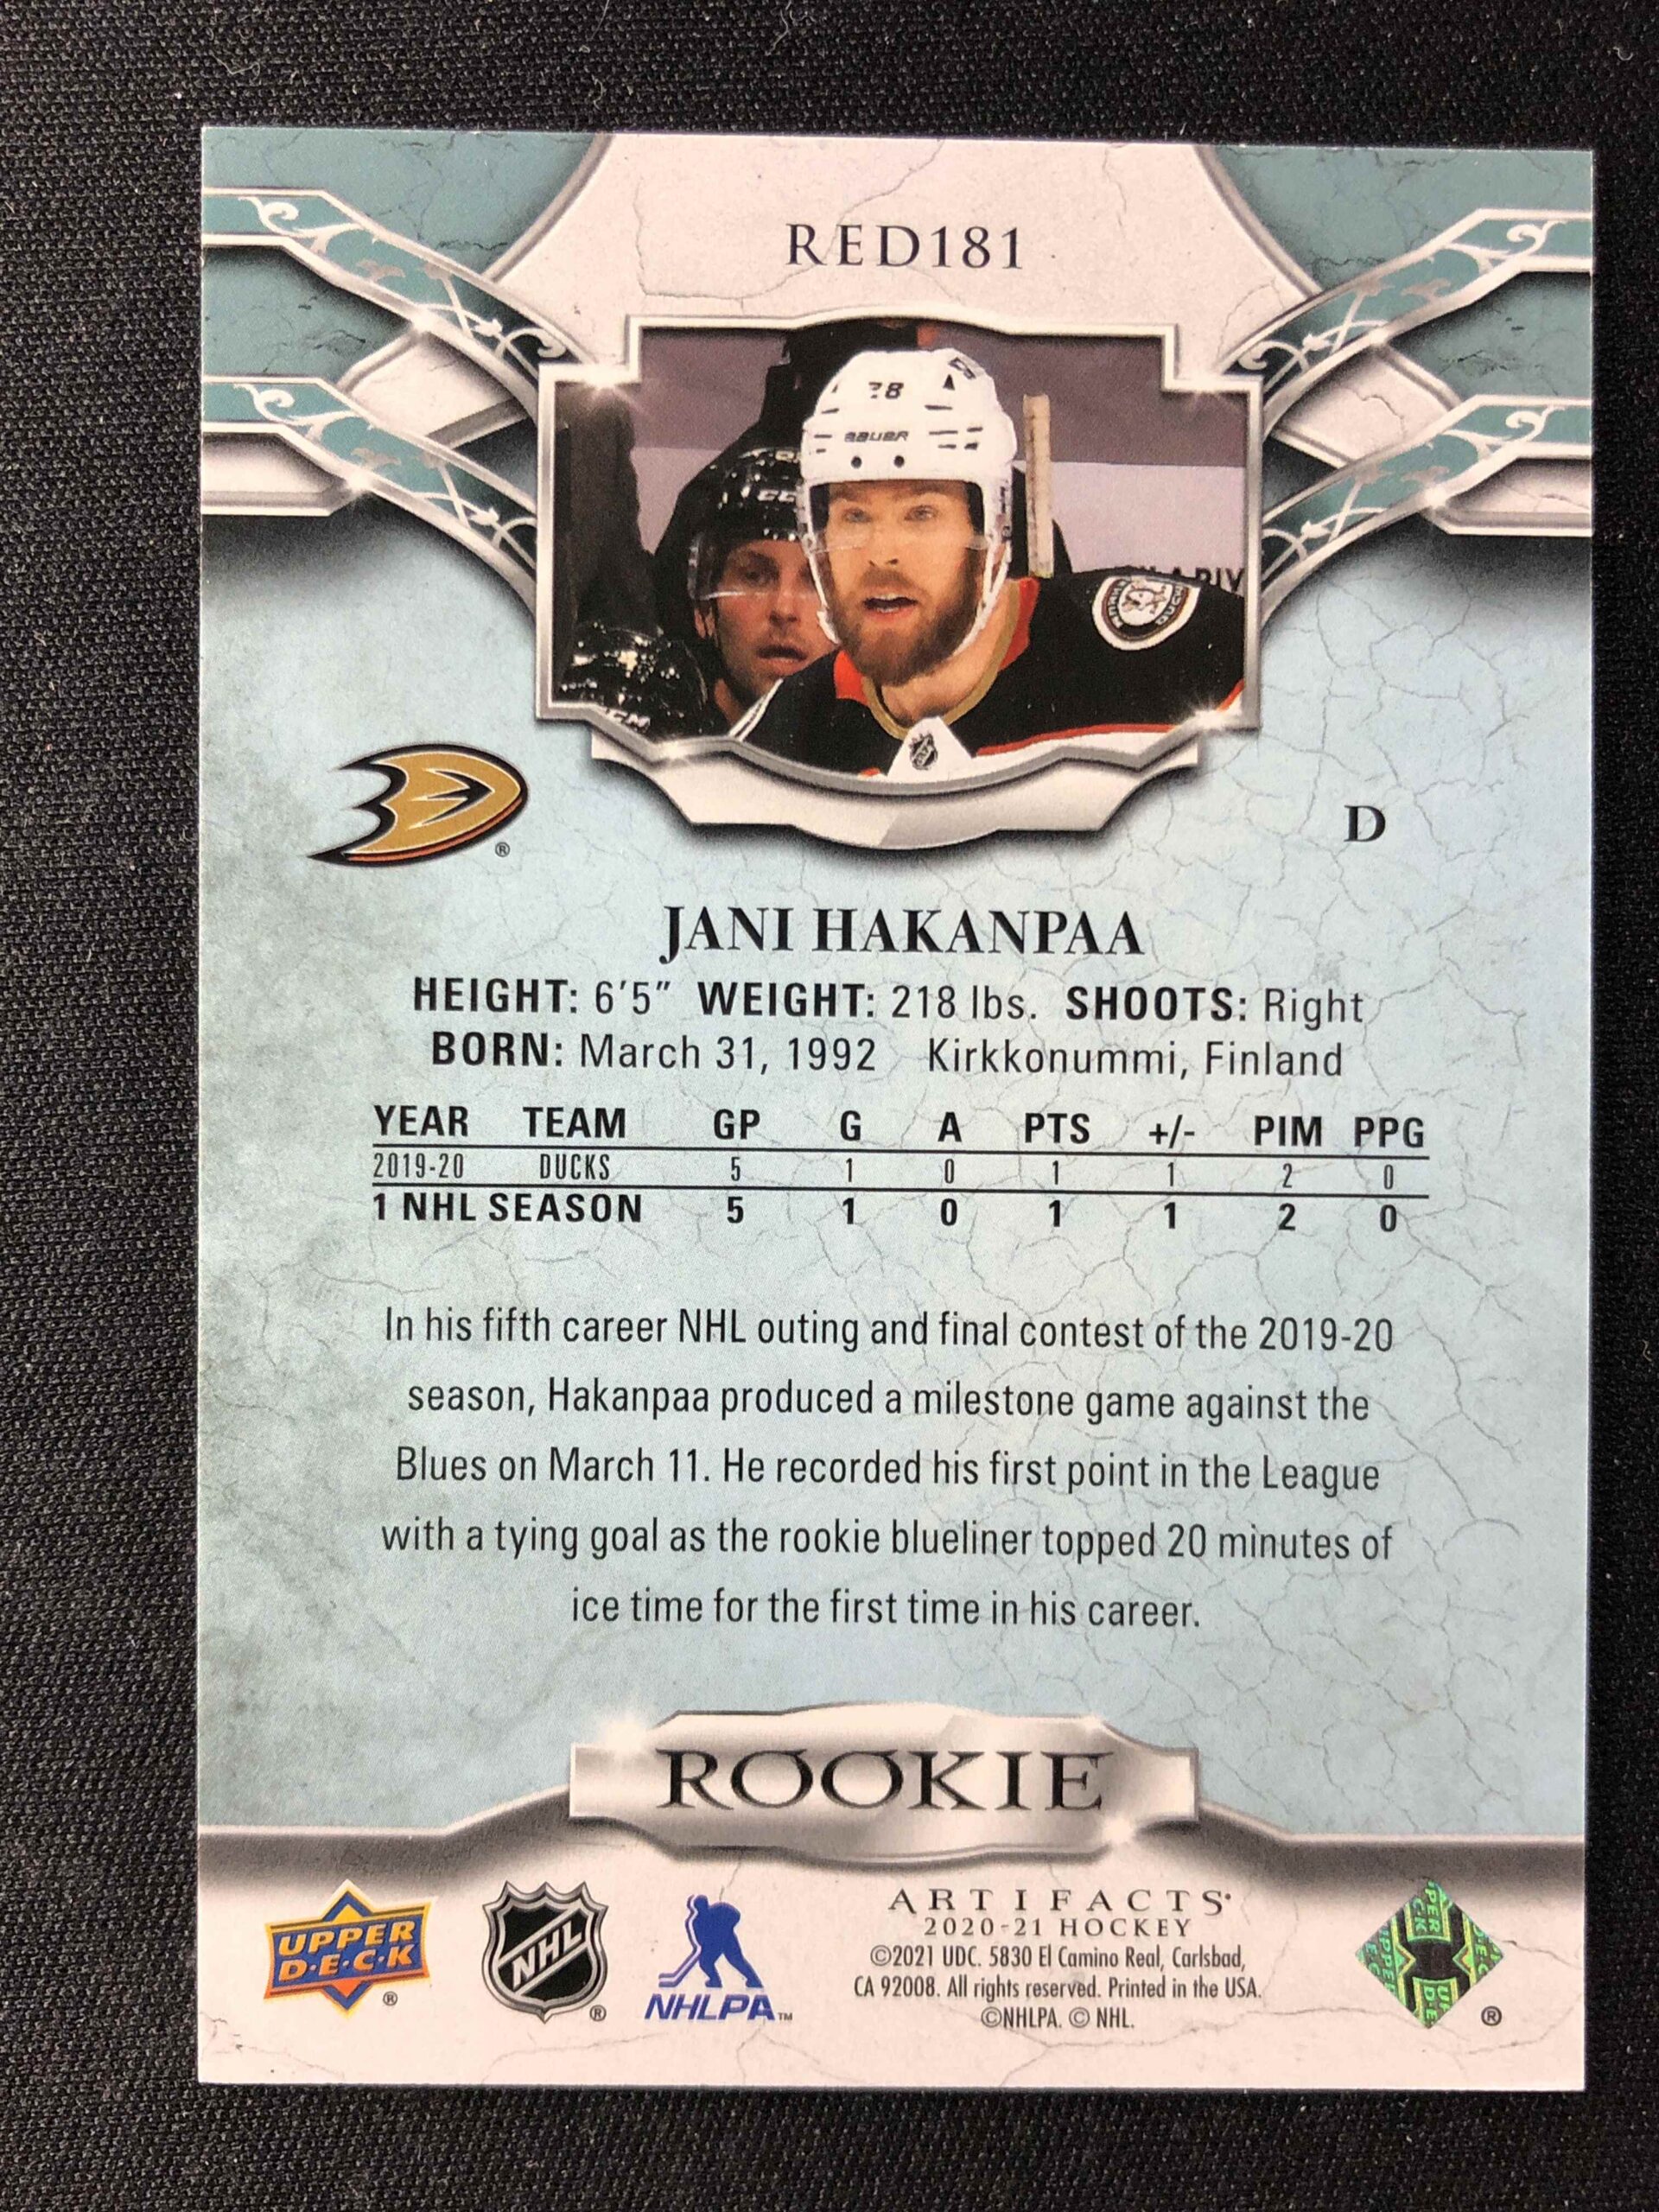 RED181
28
BAUER
D
JANI HAKANPAA
HEIGHT: 6'5" WEIGHT: 218 lbs. SHOOTS: Right
BORN: March 31, 1992 Kirkkonummi, Finland
YEAR TEAM GP G A PTS +/- PIM PPG
2019-20 DUCKS 5 1 0 1 1 2 0
1 NHL SEASON 5 1 0 1 1 2 0
In his fifth career NHL outing and final contest of the 2019-20
season, Hakanpaa produced a milestone game against the
Blues on March 11. He recorded his first point in the League
with a tying goal as the rookie blueliner topped 20 minutes of
ice time for the first time in his career.
ROOKIE
UPPER
D·E·C·K
®
NHL
®
NHLPA™
ARTIFACTS
2020-21 HOCKEY
©2021 UDC. 5830 El Camino Real, Carlsbad,
CA 92008. All rights reserved. Printed in the USA.
©NHLPA. © NHL.
®